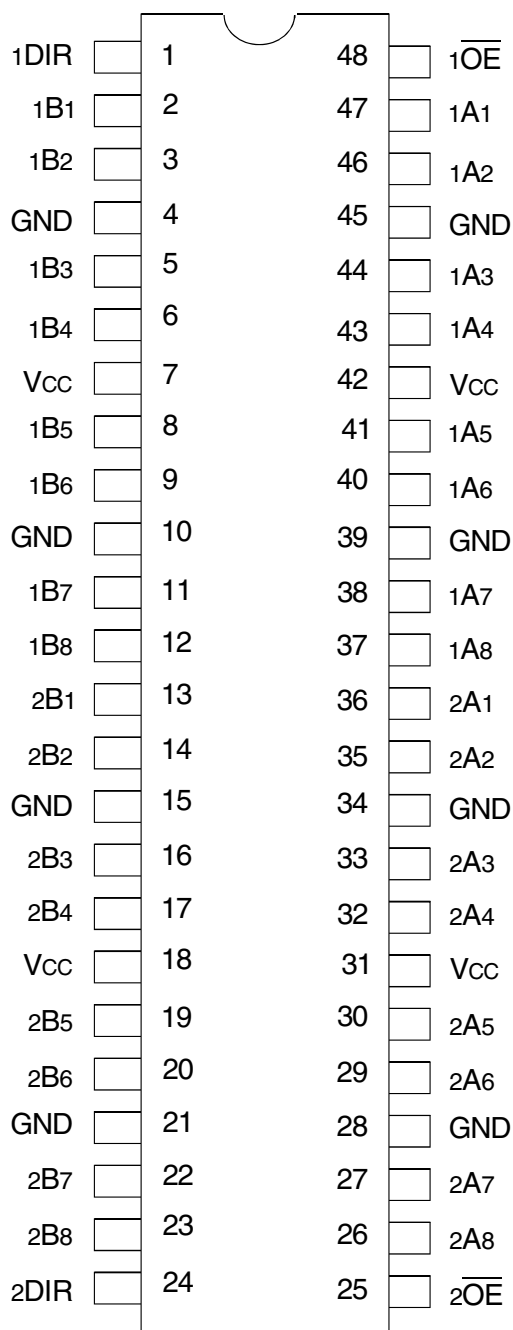 1DIR 1 48 1O̅E̅
1B1 2 47 1A1
1B2 3 46 1A2
GND 4 45 GND
1B3 5 44 1A3
1B4 6 43 1A4
VCC 7 42 VCC
1B5 8 41 1A5
1B6 9 40 1A6
GND 10 39 GND
1B7 11 38 1A7
1B8 12 37 1A8
2B1 13 36 2A1
2B2 14 35 2A2
GND 15 34 GND
2B3 16 33 2A3
2B4 17 32 2A4
VCC 18 31 VCC
2B5 19 30 2A5
2B6 20 29 2A6
GND 21 28 GND
2B7 22 27 2A7
2B8 23 26 2A8
2DIR 24 25 2O̅E̅